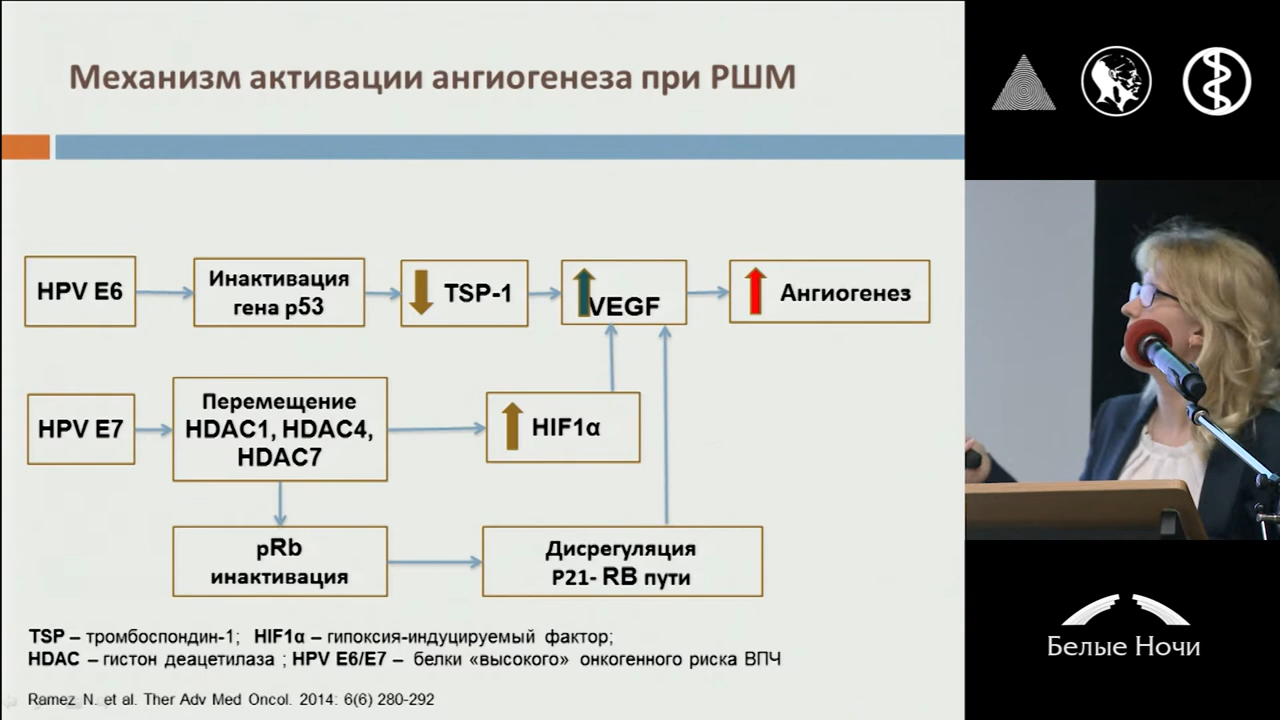 Механизм активации ангиогенеза при РШМ
HPV E6
Инактивация
гена p53
TSP-1
VEGF
Ангиогенез
HPV E7
Перемещение
HDAC1, HDAC4,
HDAC7
HIF1α
pRb
инактивация
Дисрегуляция
P21- RB пути
TSP – тромбоспондин-1; HIF1α – гипоксия-индуцируемый фактор;
HDAC – гистон деацетилаза ; HPV E6/E7 – белки «высокого» онкогенного риска ВПЧ
Ramez N. et al. Ther Adv Med Oncol. 2014: 6(6) 280-292
Белые Ночи